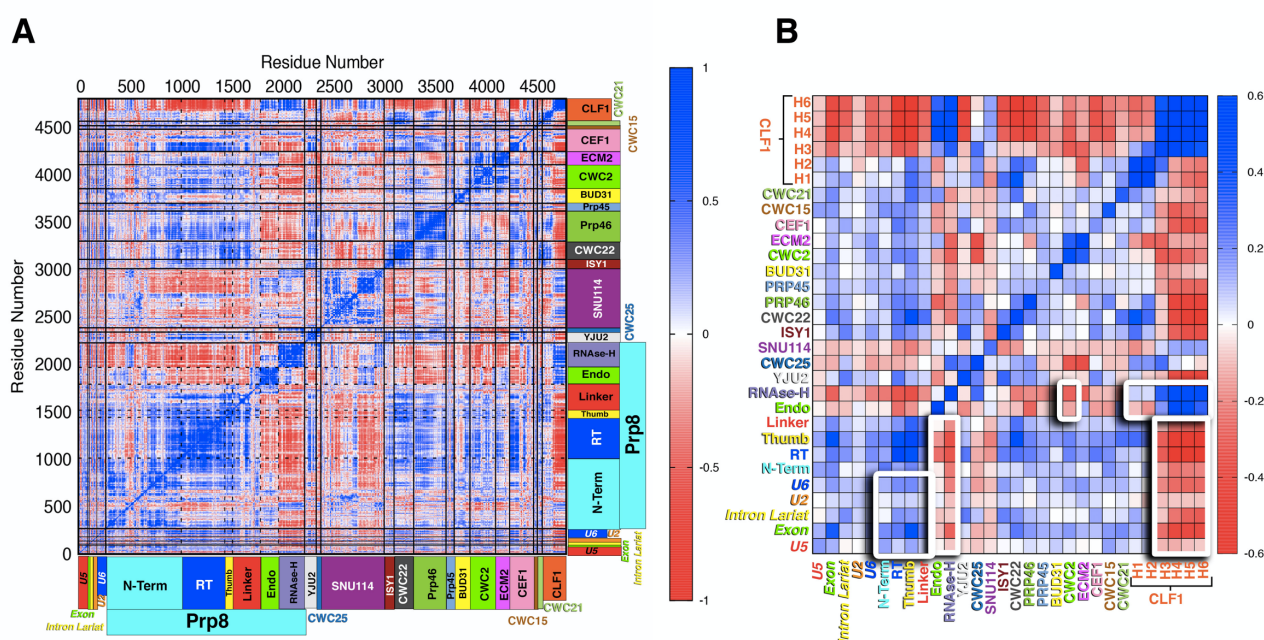 A
B
Residue Number
0 500 1000 1500 2000 2500 3000 3500 4000 4500
Residue Number
4500
4000
3500
3000
2500
2000
1500
1000
500
0
CLF1
CWC21
CWC15
CEF1
ECM2
CWC2
BUD31
Prp45
Prp46
CWC22
ISY1
SNU114
CWC25
YJU2
RNAse-H
Endo
Linker
Thumb
RT
N-Term
Prp8
U6
U2
Exon
U5
Intron Lariat
U5
U6
U2
Exon
Intron Lariat
N-Term
RT
Thumb
Linker
Endo
RNAse-H
Prp8
YJU2
CWC25
SNU114
ISY1
CWC22
Prp46
Prp45
BUD31
CWC2
ECM2
CEF1
CWC15
CWC21
CLF1
1
0.5
0
-0.5
-1
CLF1
H6
H5
H4
H3
H2
H1
CWC21
CWC15
CEF1
ECM2
CWC2
BUD31
PRP45
PRP46
CWC22
ISY1
SNU114
CWC25
YJU2
RNAse-H
Endo
Linker
Thumb
RT
N-Term
U6
U2
Intron Lariat
Exon
U5
U5
Exon
Intron Lariat
U2
U6
N-Term
RT
Thumb
Linker
Endo
RNAse-H
YJU2
CWC25
SNU114
ISY1
CWC22
PRP46
PRP45
BUD31
CWC2
ECM2
CEF1
CWC15
CWC21
H1
H2
H3
H4
H5
H6
CLF1
0.6
0.4
0.2
0
-0.2
-0.4
-0.6